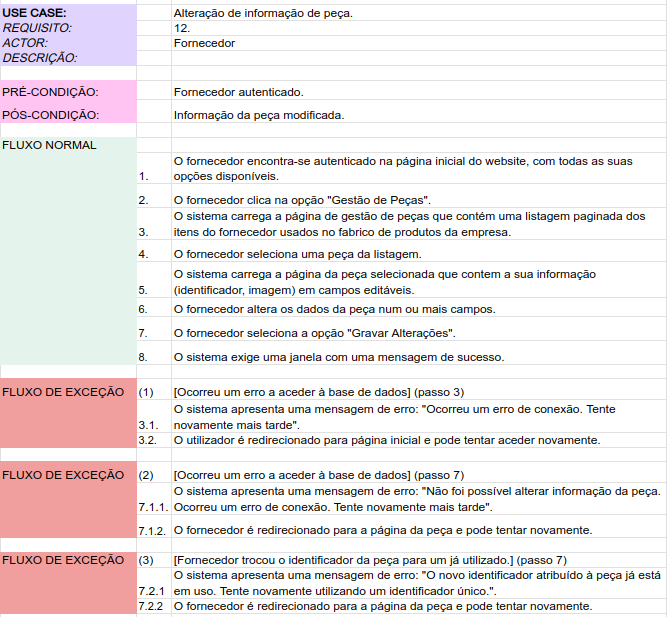 USE CASE: Alteração de informação de peça.
REQUISITO: 12.
ACTOR: Fornecedor
DESCRIÇÃO:
PRÉ-CONDIÇÃO: Fornecedor autenticado.
PÓS-CONDIÇÃO: Informação da peça modificada.
FLUXO NORMAL
O fornecedor encontra-se autenticado na página inicial do website, com todas as suas
1. opções disponíveis.
2. O fornecedor clica na opção "Gestão de Peças".
O sistema carrega a página de gestão de peças que contém uma listagem paginada dos
3. itens do fornecedor usados no fabrico de produtos da empresa.
4. O fornecedor seleciona uma peça da listagem.
O sistema carrega a página da peça selecionada que contem a sua informação
5. (identificador, imagem) em campos editáveis.
6. O fornecedor altera os dados da peça num ou mais campos.
7. O fornecedor seleciona a opção "Gravar Alterações".
8. O sistema exige uma janela com uma mensagem de sucesso.
FLUXO DE EXCEÇÃO (1) [Ocorreu um erro a aceder à base de dados] (passo 3)
O sistema apresenta uma mensagem de erro: "Ocorreu um erro de conexão. Tente
3.1. novamente mais tarde".
3.2. O utilizador é redirecionado para página inicial e pode tentar aceder novamente.
FLUXO DE EXCEÇÃO (2) [Ocorreu um erro a aceder à base de dados] (passo 7)
O sistema apresenta uma mensagem de erro: "Não foi possível alterar informação da peça.
7.1.1. Ocorreu um erro de conexão. Tente novamente mais tarde".
7.1.2. O fornecedor é redirecionado para a página da peça e pode tentar novamente.
FLUXO DE EXCEÇÃO (3) [Fornecedor trocou o identificador da peça para um já utilizado.] (passo 7)
O sistema apresenta uma mensagem de erro: "O novo identificador atribuído à peça já está
7.2.1 em uso. Tente novamente utilizando um identificador único.".
7.2.2 O fornecedor é redirecionado para a página da peça e pode tentar novamente.